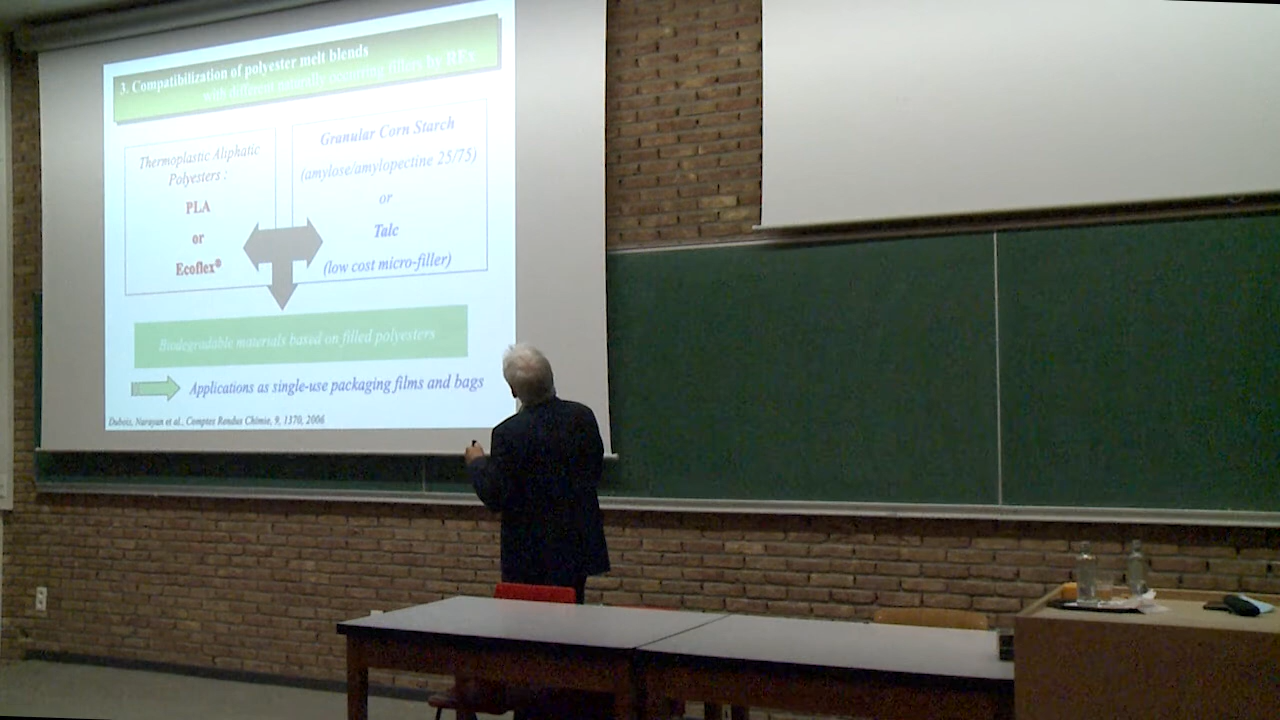 3. Compatibilization of polyester melt blends
with different naturally occurring fillers by REx
Thermoplastic Aliphatic
Polyesters :
PLA
or
Ecoflex®
Granular Corn Starch
(amylose/amylopectine 25/75)
or
Talc
(low cost micro-filler)
Biodegradable materials based on filled polyesters
Applications as single-use packaging films and bags
Dubois, Narayan et al., Comptes Rendus Chimie, 9, 1370, 2006